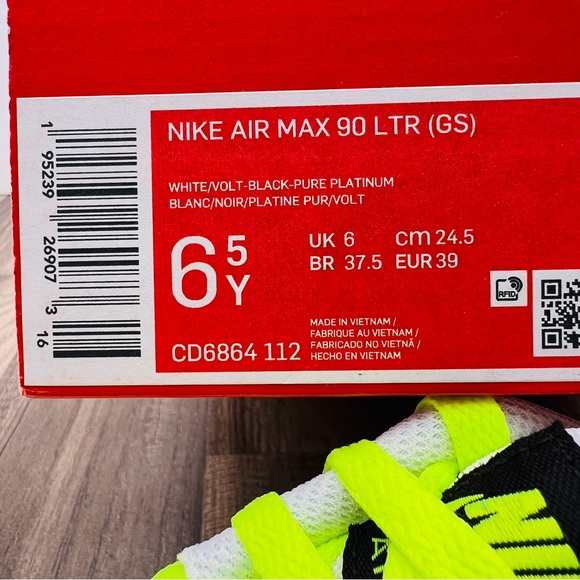 NIKE AIR MAX 90 LTR (GS)
WHITE/VOLT-BLACK-PURE PLATINUM
BLANC/NOIR/PLATINE PUR/VOLT
6 5 Y
UK 6 cm 24.5
BR 37.5 EUR 39
MADE IN VIETNAM /
FABRIQUE AU VIETNAM /
FABRICADO NO VIETNÃ /
HECHO EN VIETNAM
CD6864 112
RFID
1 95239 26907 3 16
NI
A